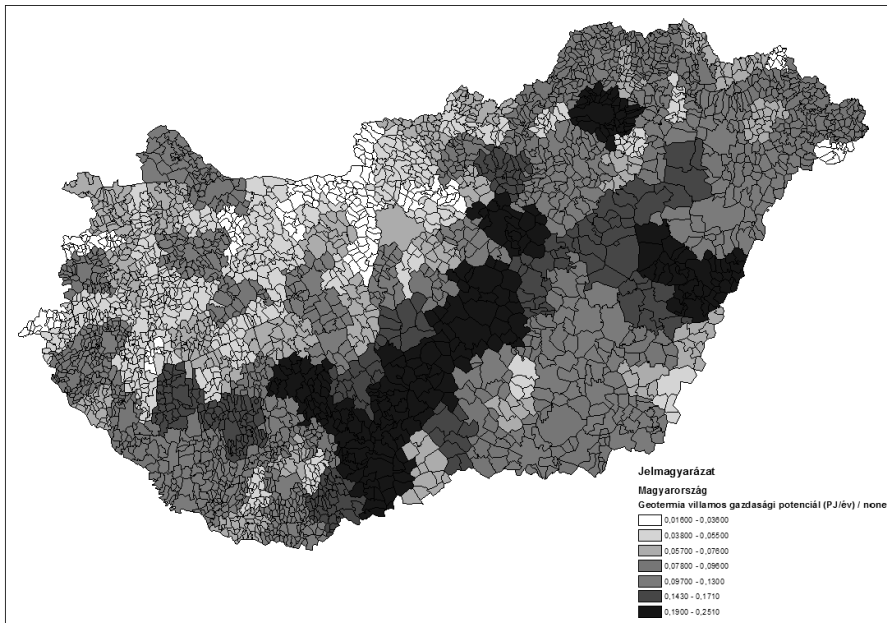 Jelmagyarázat
Magyarország
Geotermia villamos gazdasági potenciál (PJ/év) / none
0,01600 - 0,03600
0,03800 - 0,05500
0,05700 - 0,07600
0,07800 - 0,09600
0,09700 - 0,1300
0,1430 - 0,1710
0,1900 - 0,2510